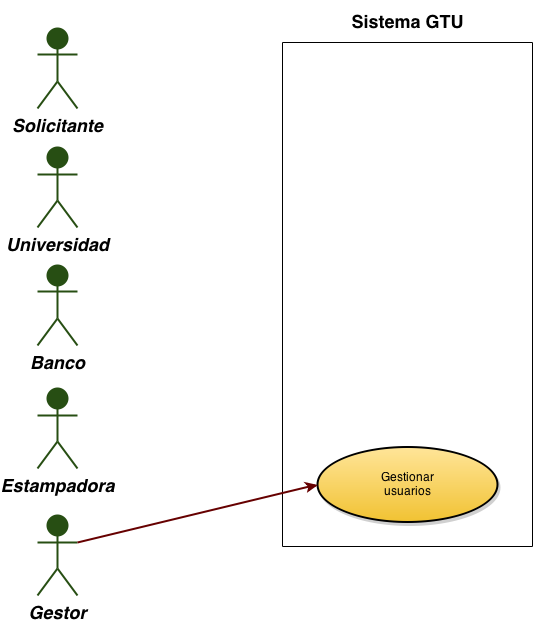 Sistema GTU
Solicitante
Universidad
Banco
Estampadora
Gestionar
usuarios
Gestor